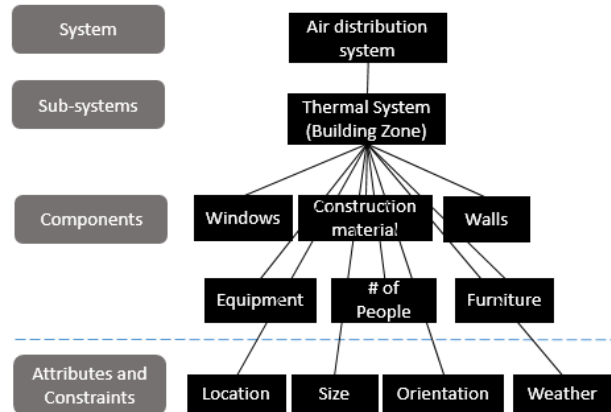 System
Air distribution
system
Sub-systems
Thermal System
(Building Zone)
Components
Windows
Construction
material
Walls
Equipment
# of
People
Furniture
Attributes and
Constraints
Location
Size
Orientation
Weather